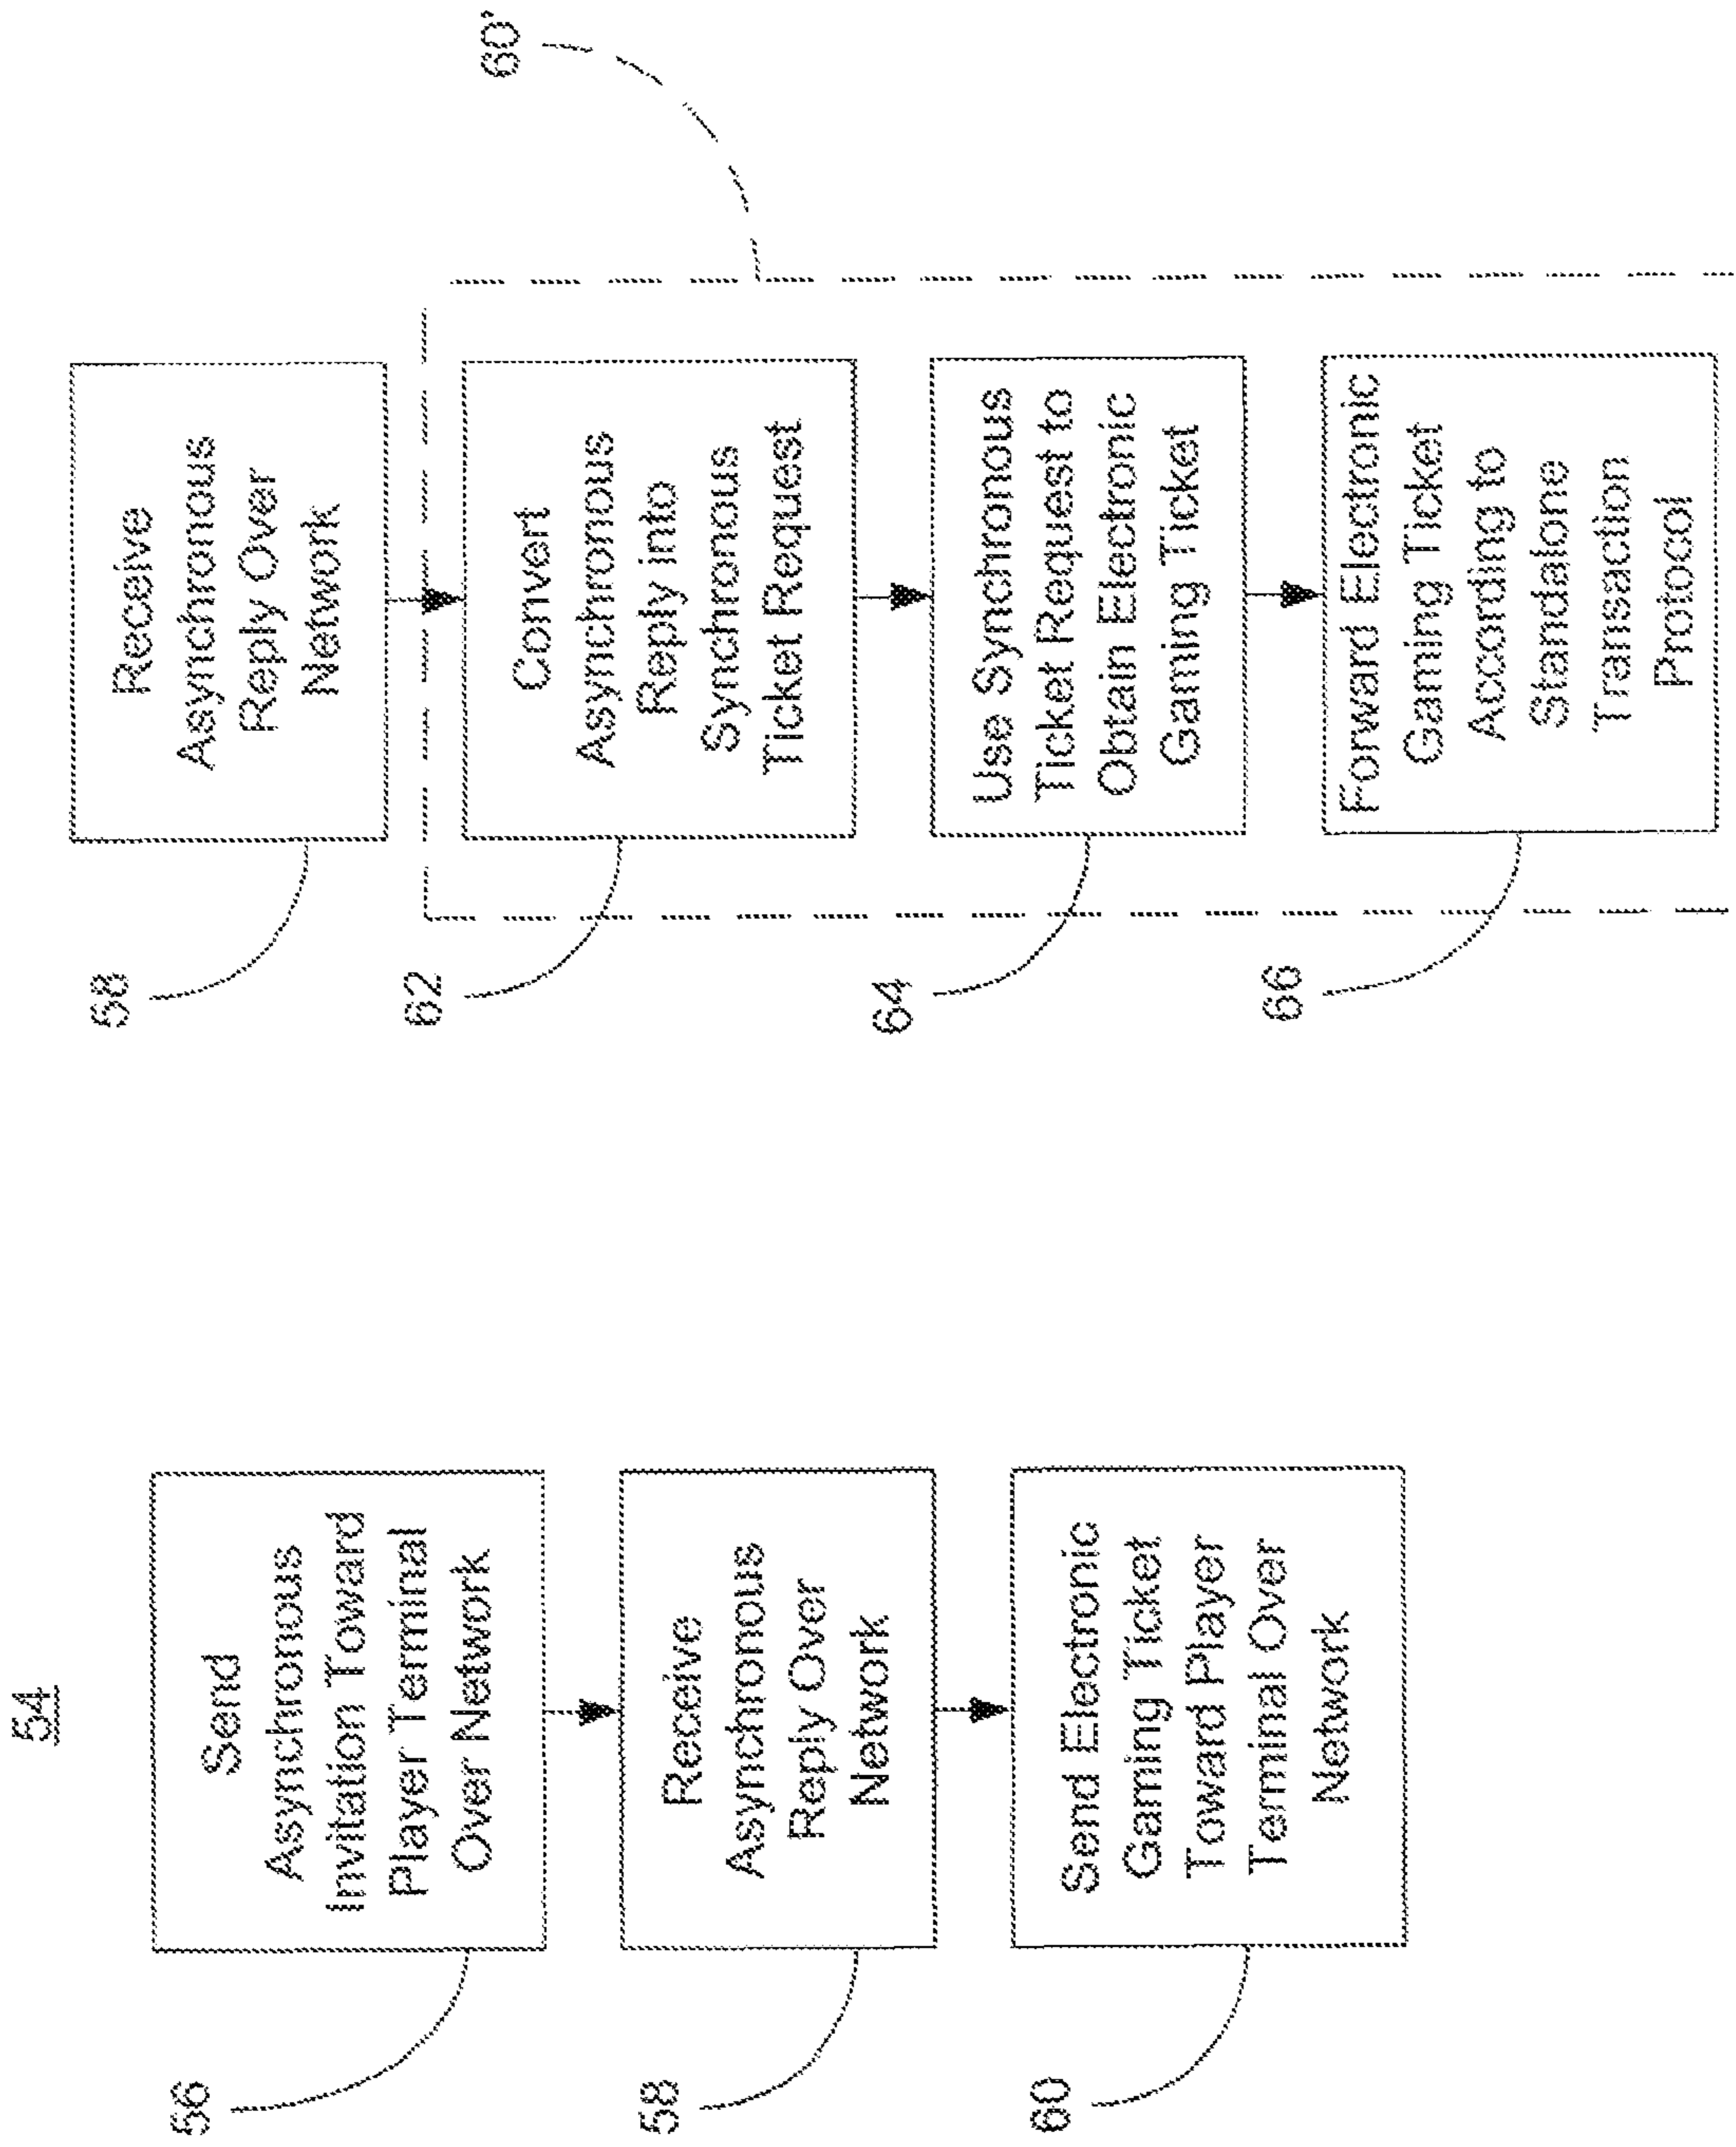 54
56
Send
Asynchronous
Invitation Toward
Player Terminal
Over Network
58
Receive
Asynchronous
Reply Over
Network
60
Send Electronic
Gaming Ticket
Toward Player
Terminal Over
Network
58
Receive
Asynchronous
Reply Over
Network
60'
62
Convert
Asynchronous
Reply into
Synchronous
Ticket Request
64
Use Synchronous
Ticket Request to
Obtain Electronic
Gaming Ticket
66
Forward Electronic
Gaming Ticket
According to
Standalone
Transaction
Protocol